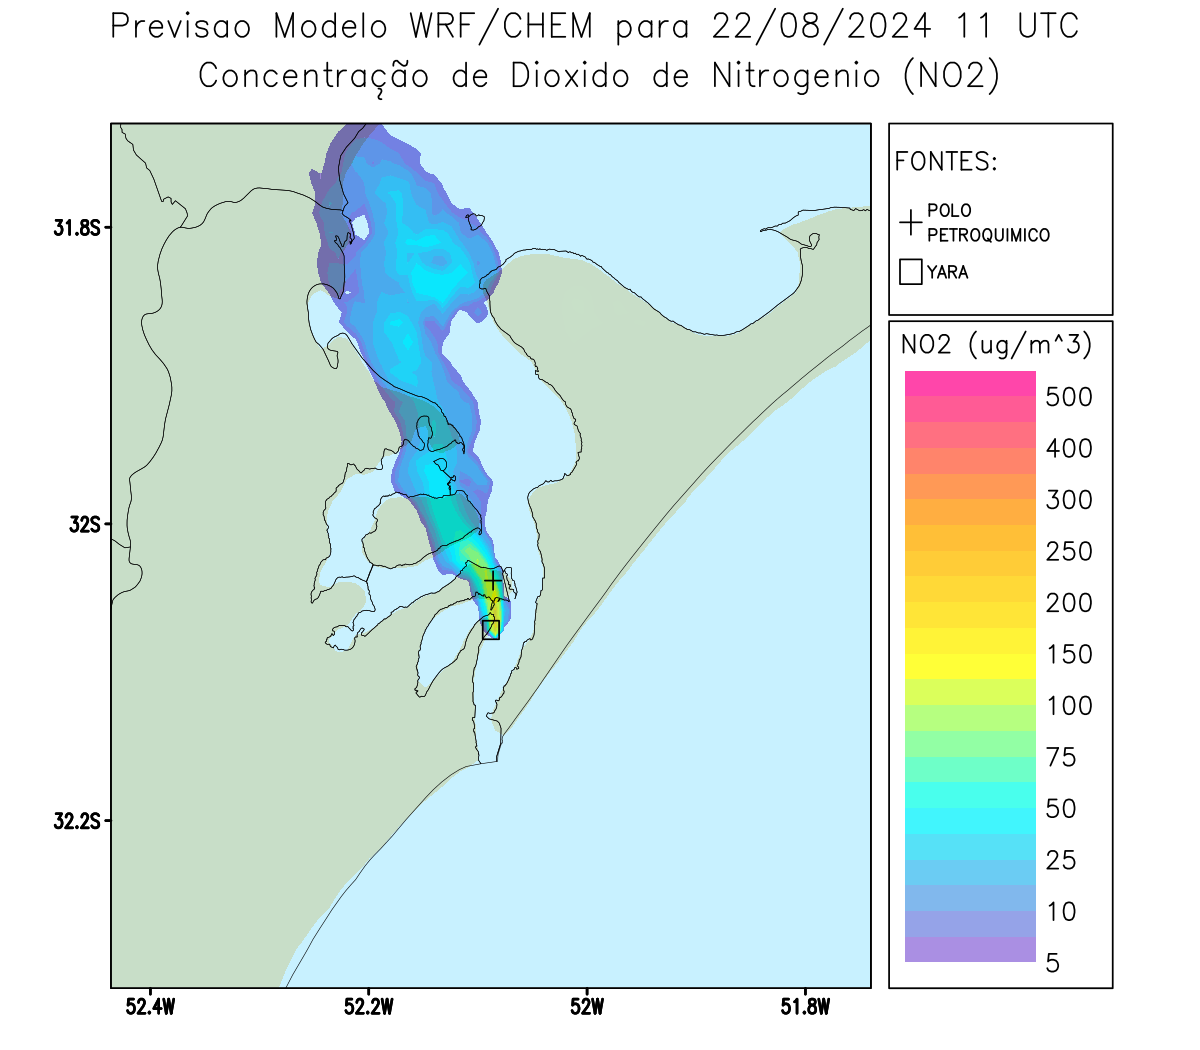 Previsao Modelo WRF/CHEM para 22/08/2024 11 UTC
Concentração de Dioxido de Nitrogenio (NO2)
FONTES:
POLO
PETROQUIMICO
YARA
31.8S
32S
32.2S
52.4W
52.2W
52W
51.8W
NO2 (ug/m^3)
500
400
300
250
200
150
100
75
50
25
10
5